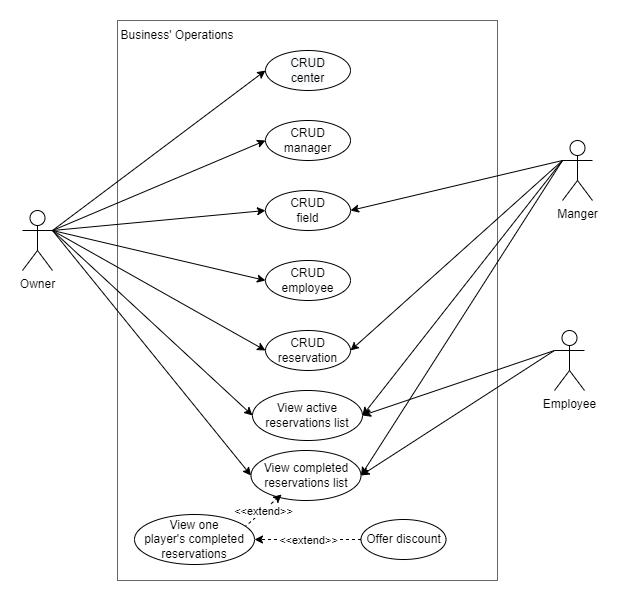 Business' Operations
CRUD
center
CRUD
manager
CRUD
field
CRUD
employee
CRUD
reservation
View active
reservations list
View completed
reservations list
<<extend>>
View one
player's completed
reservations
<<extend>>
Offer discount
Owner
Manger
Employee